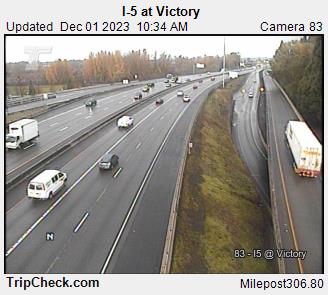 I-5 at Victory
Updated Dec 01 2023 10:34 AM Camera 83
N
83 - I5 @ Victory
TripCheck.com Milepost306.80